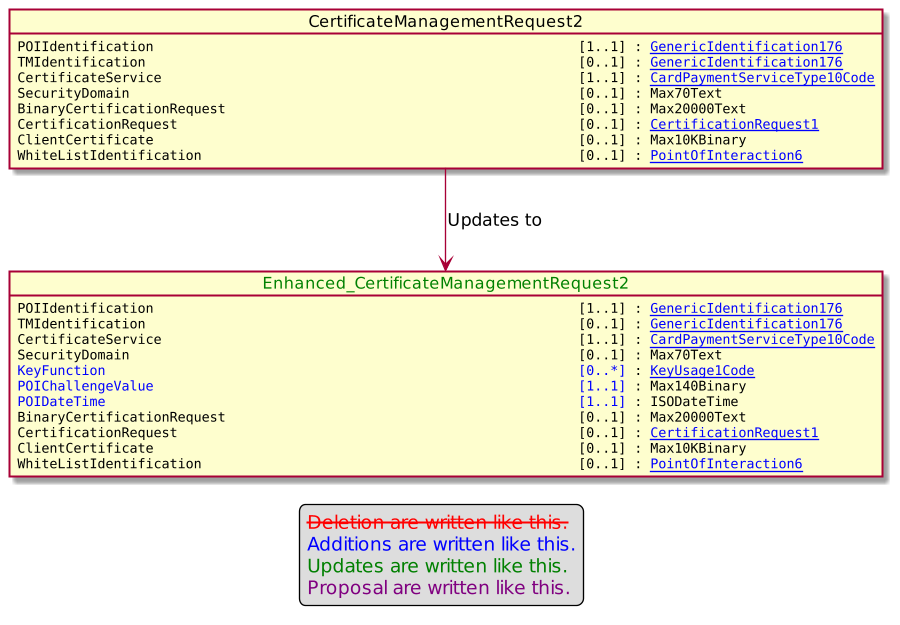 CertificateManagementRequest2
POIIdentification [1..1] : GenericIdentification176
TMIdentification [0..1] : GenericIdentification176
CertificateService [1..1] : CardPaymentServiceType10Code
SecurityDomain [0..1] : Max70Text
BinaryCertificationRequest [0..1] : Max20000Text
CertificationRequest [0..1] : CertificationRequest1
ClientCertificate [0..1] : Max10KBinary
WhiteListIdentification [0..1] : PointOfInteraction6
Updates to
Enhanced_CertificateManagementRequest2
POIIdentification [1..1] : GenericIdentification176
TMIdentification [0..1] : GenericIdentification176
CertificateService [1..1] : CardPaymentServiceType10Code
SecurityDomain [0..1] : Max70Text
KeyFunction [0..*] : KeyUsage1Code
POIChallengeValue [1..1] : Max140Binary
POIDateTime [1..1] : ISODateTime
BinaryCertificationRequest [0..1] : Max20000Text
CertificationRequest [0..1] : CertificationRequest1
ClientCertificate [0..1] : Max10KBinary
WhiteListIdentification [0..1] : PointOfInteraction6
Deletion are written like this.
Additions are written like this.
Updates are written like this.
Proposal are written like this.